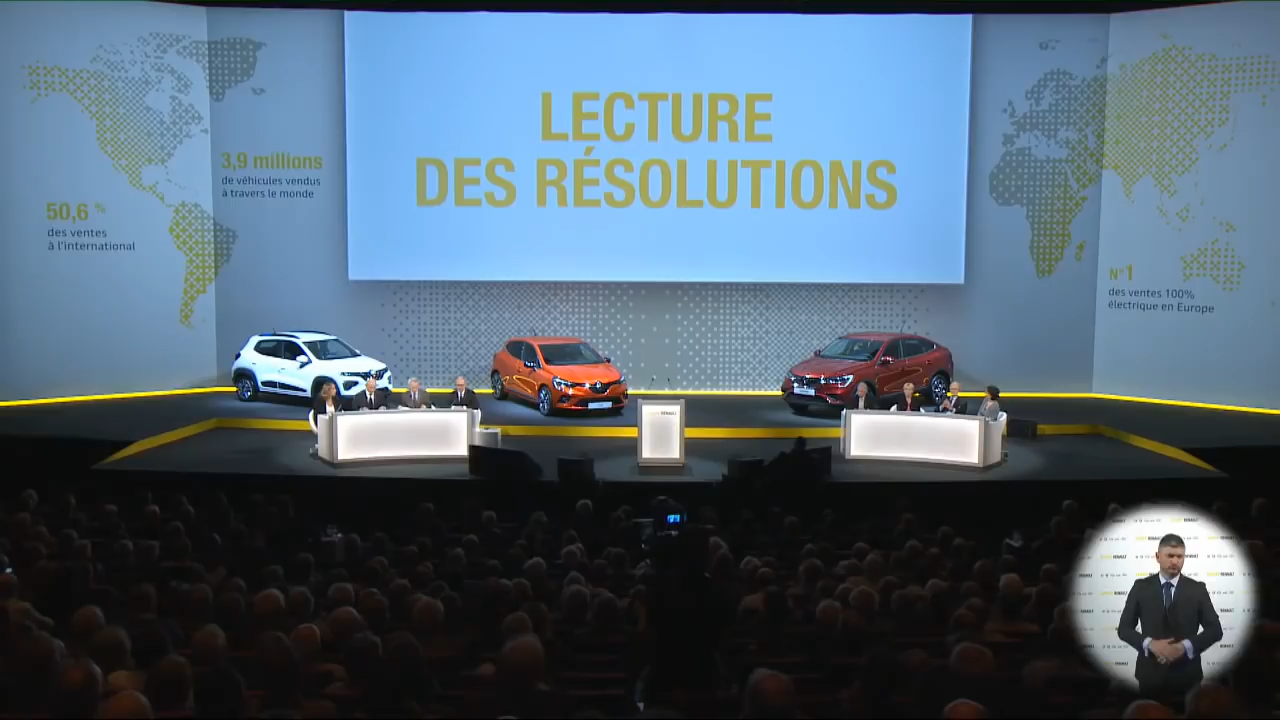 LECTURE
DES RÉSOLUTIONS
3,9 millions
de véhicules vendus
à travers le monde
50,6 %
des ventes
à l'international
N°1
des ventes 100%
électrique en Europe
RENAULT